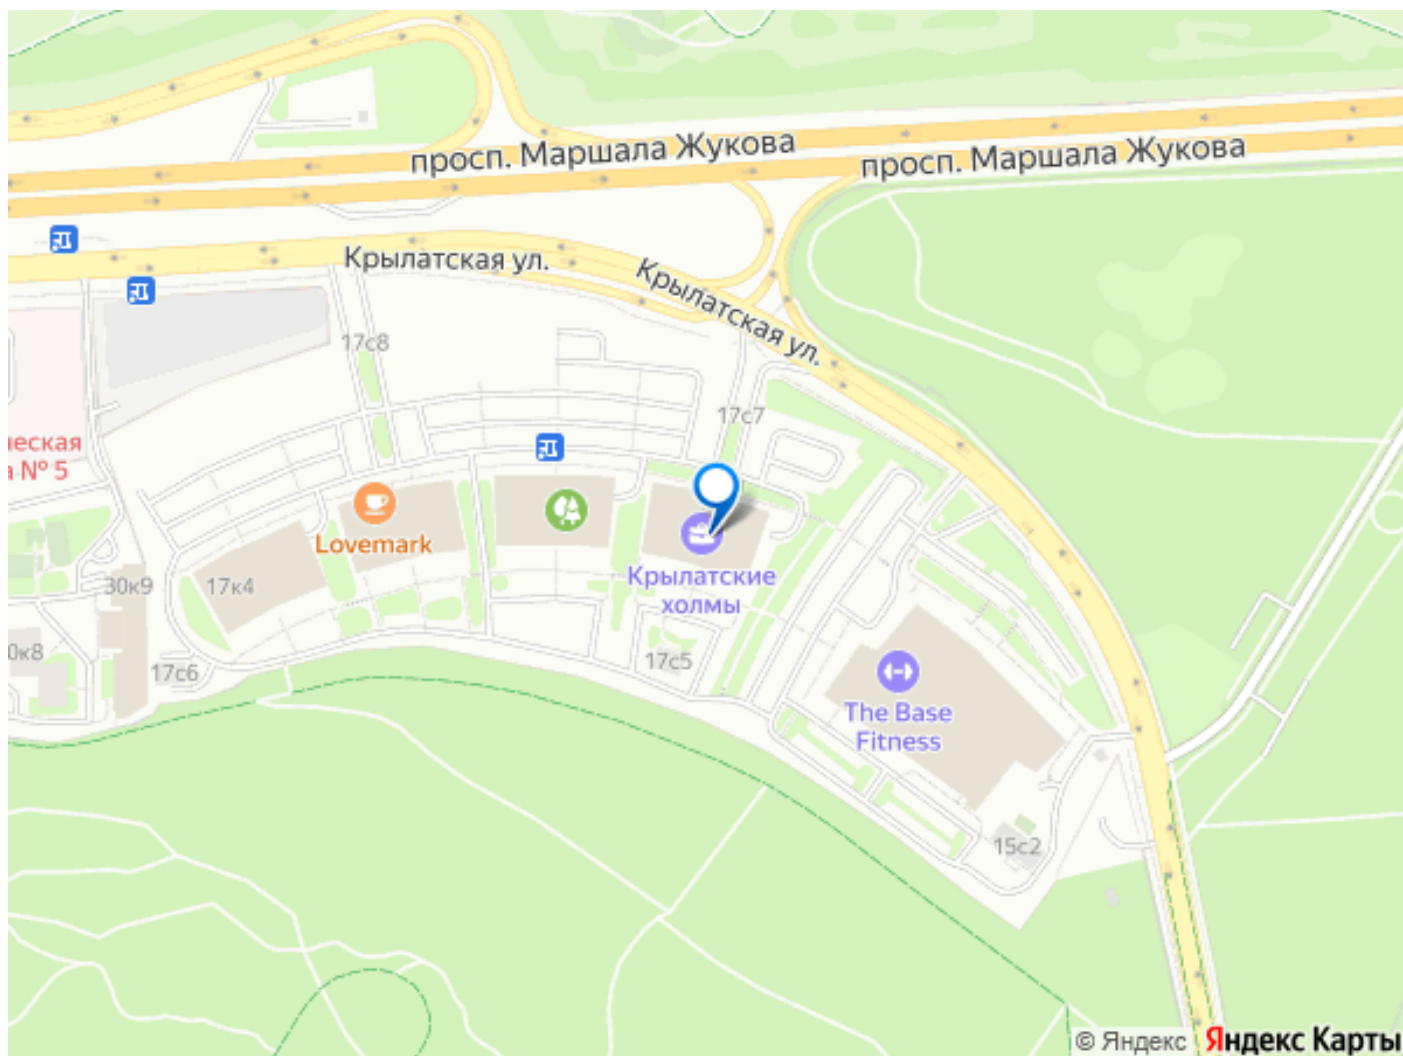 просп. Маршала Жукова
просп. Маршала Жукова
Крылатская ул.
Крылатская ул.
17с8
17с7
ческая
а № 5
Lovemark
Крылатские
холмы
30к9
17к4
0к8
17с6
17с5
The Base
Fitness
15с2
© Яндекс Яндекс Карты